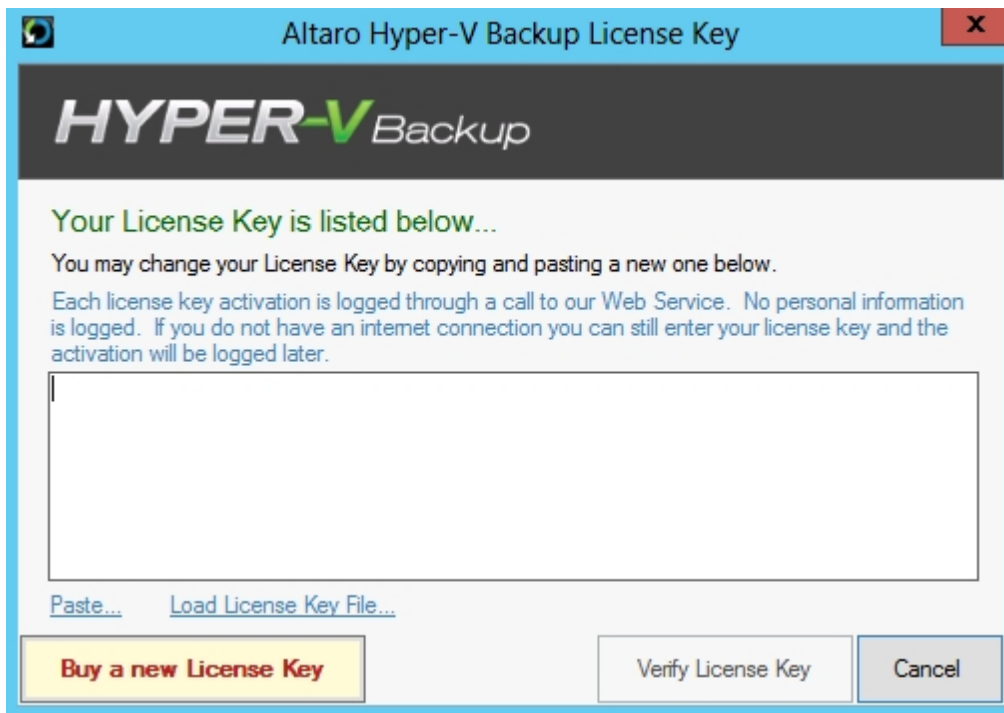 Altaro Hyper-V Backup License Key
x
HYPER-V Backup
Your License Key is listed below...
You may change your License Key by copying and pasting a new one below.
Each license key activation is logged through a call to our Web Service. No personal information
is logged. If you do not have an internet connection you can still enter your license key and the
activation will be logged later.
Paste... Load License Key File...
Buy a new License Key Verify License Key Cancel